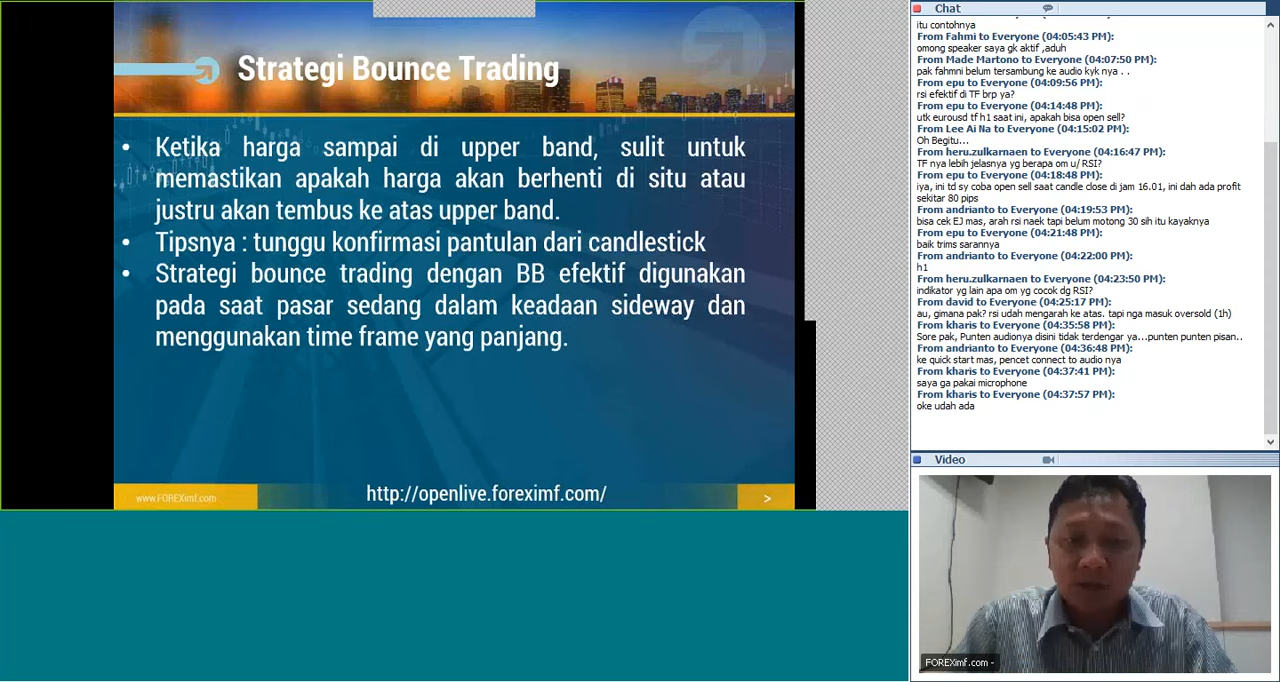 Strategi Bounce Trading
• Ketika harga sampai di upper band, sulit untuk
memastikan apakah harga akan berhenti di situ atau
justru akan tembus ke atas upper band.
• Tipsnya : tunggu konfirmasi pantulan dari candlestick
• Strategi bounce trading dengan BB efektif digunakan
pada saat pasar sedang dalam keadaan sideway dan
menggunakan time frame yang panjang.
www.FOREXimf.com
http://openlive.foreximf.com/
>
Chat
itu contohnya
From Fahmi to Everyone (04:05:43 PM):
omong speaker saya gk aktif ,aduh
From Made Martono to Everyone (04:07:50 PM):
pak fahmni belum tersambung ke audio kyk nya . .
From epu to Everyone (04:09:56 PM):
rsi efektif di TF brp ya?
From epu to Everyone (04:14:48 PM):
utk eurousd tf h1 saat ini, apakah bisa open sell?
From Lee Ai Na to Everyone (04:15:02 PM):
Oh Begitu...
From heru.zulkarnaen to Everyone (04:16:47 PM):
TF nya lebih jelasnya yg berapa om u/ RSI?
From epu to Everyone (04:18:48 PM):
iya, ini td sy coba open sell saat candle close di jam 16.01, ini dah ada profit
sekitar 80 pips
From andrianto to Everyone (04:19:53 PM):
bisa cek EJ mas, arah rsi naek tapi belum motong 30 sih itu kayaknya
From epu to Everyone (04:21:48 PM):
baik trims sarannya
From andrianto to Everyone (04:22:00 PM):
h1
From heru.zulkarnaen to Everyone (04:23:50 PM):
indikator yg lain apa om yg cocok dg RSI?
From david to Everyone (04:25:17 PM):
au, gimana pak? rsi udah mengarah ke atas. tapi nga masuk oversold (1h)
From kharis to Everyone (04:35:58 PM):
Sore pak, Punten audionya disini tidak terdengar ya...punten punten pisan..
From andrianto to Everyone (04:36:48 PM):
ke quick start mas, pencet connect to audio nya
From kharis to Everyone (04:37:41 PM):
saya ga pakai microphone
From kharis to Everyone (04:37:57 PM):
oke udah ada
Video
FOREXimf.com -